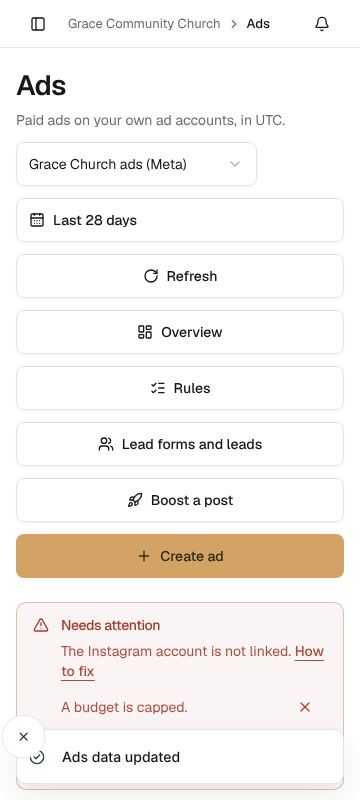 Grace Community Church > Ads
Ads
Paid ads on your own ad accounts, in UTC.
Grace Church ads (Meta)
Last 28 days
Refresh
Overview
Rules
Lead forms and leads
Boost a post
Create ad
Needs attention
The Instagram account is not linked. How
to fix
A budget is capped.
Ads data updated